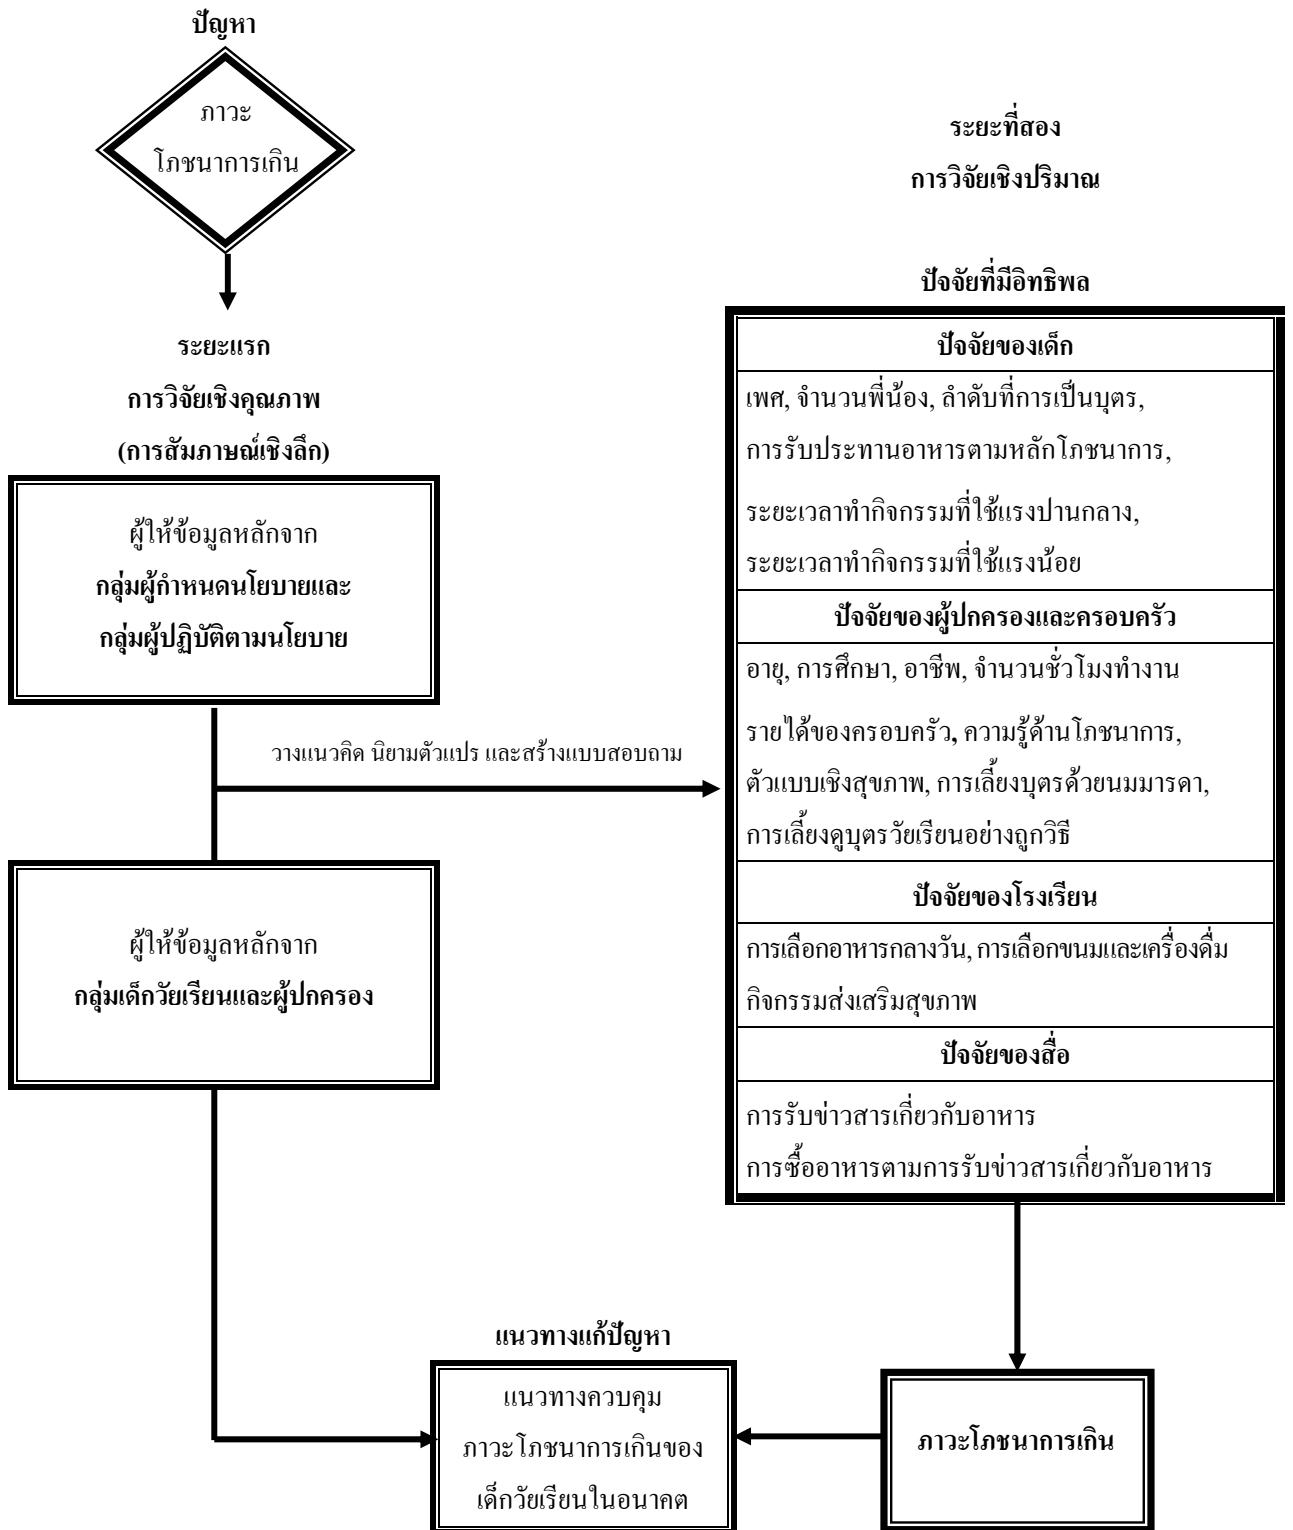 ปัญหา
ภาวะ
โภชนาการเกิน
ระยะแรก
การวิจัยเชิงคุณภาพ
(การสัมภาษณ์เชิงลึก)
ผู้ให้ข้อมูลหลักจาก
กลุ่มผู้กำหนดนโยบายและ
กลุ่มผู้ปฏิบัติตามนโยบาย
วางแนวคิด นิยามตัวแปร และสร้างแบบสอบถาม
ผู้ให้ข้อมูลหลักจาก
กลุ่มเด็กวัยเรียนและผู้ปกครอง
ระยะที่สอง
การวิจัยเชิงปริมาณ
ปัจจัยที่มีอิทธิพล
ปัจจัยของเด็ก
เพศ, จำนวนพี่น้อง, ลำดับที่การเป็นบุตร,
การรับประทานอาหารตามหลักโภชนาการ,
ระยะเวลาทำกิจกรรมที่ใช้แรงปานกลาง,
ระยะเวลาทำกิจกรรมที่ใช้แรงน้อย
ปัจจัยของผู้ปกครองและครอบครัว
อายุ, การศึกษา, อาชีพ, จำนวนชั่วโมงทำงาน
รายได้ของครอบครัว, ความรู้ด้านโภชนาการ,
ตัวแบบเชิงสุขภาพ, การเลี้ยงบุตรด้วยนมมารดา,
การเลี้ยงดูบุตรวัยเรียนอย่างถูกวิธี
ปัจจัยของโรงเรียน
การเลือกอาหารกลางวัน, การเลือกขนมและเครื่องดื่ม
กิจกรรมส่งเสริมสุขภาพ
ปัจจัยของสื่อ
การรับข่าวสารเกี่ยวกับอาหาร
การซื้ออาหารตามการรับข่าวสารเกี่ยวกับอาหาร
แนวทางแก้ปัญหา
แนวทางควบคุม
ภาวะโภชนาการเกินของ
เด็กวัยเรียนในอนาคต
ภาวะโภชนาการเกิน